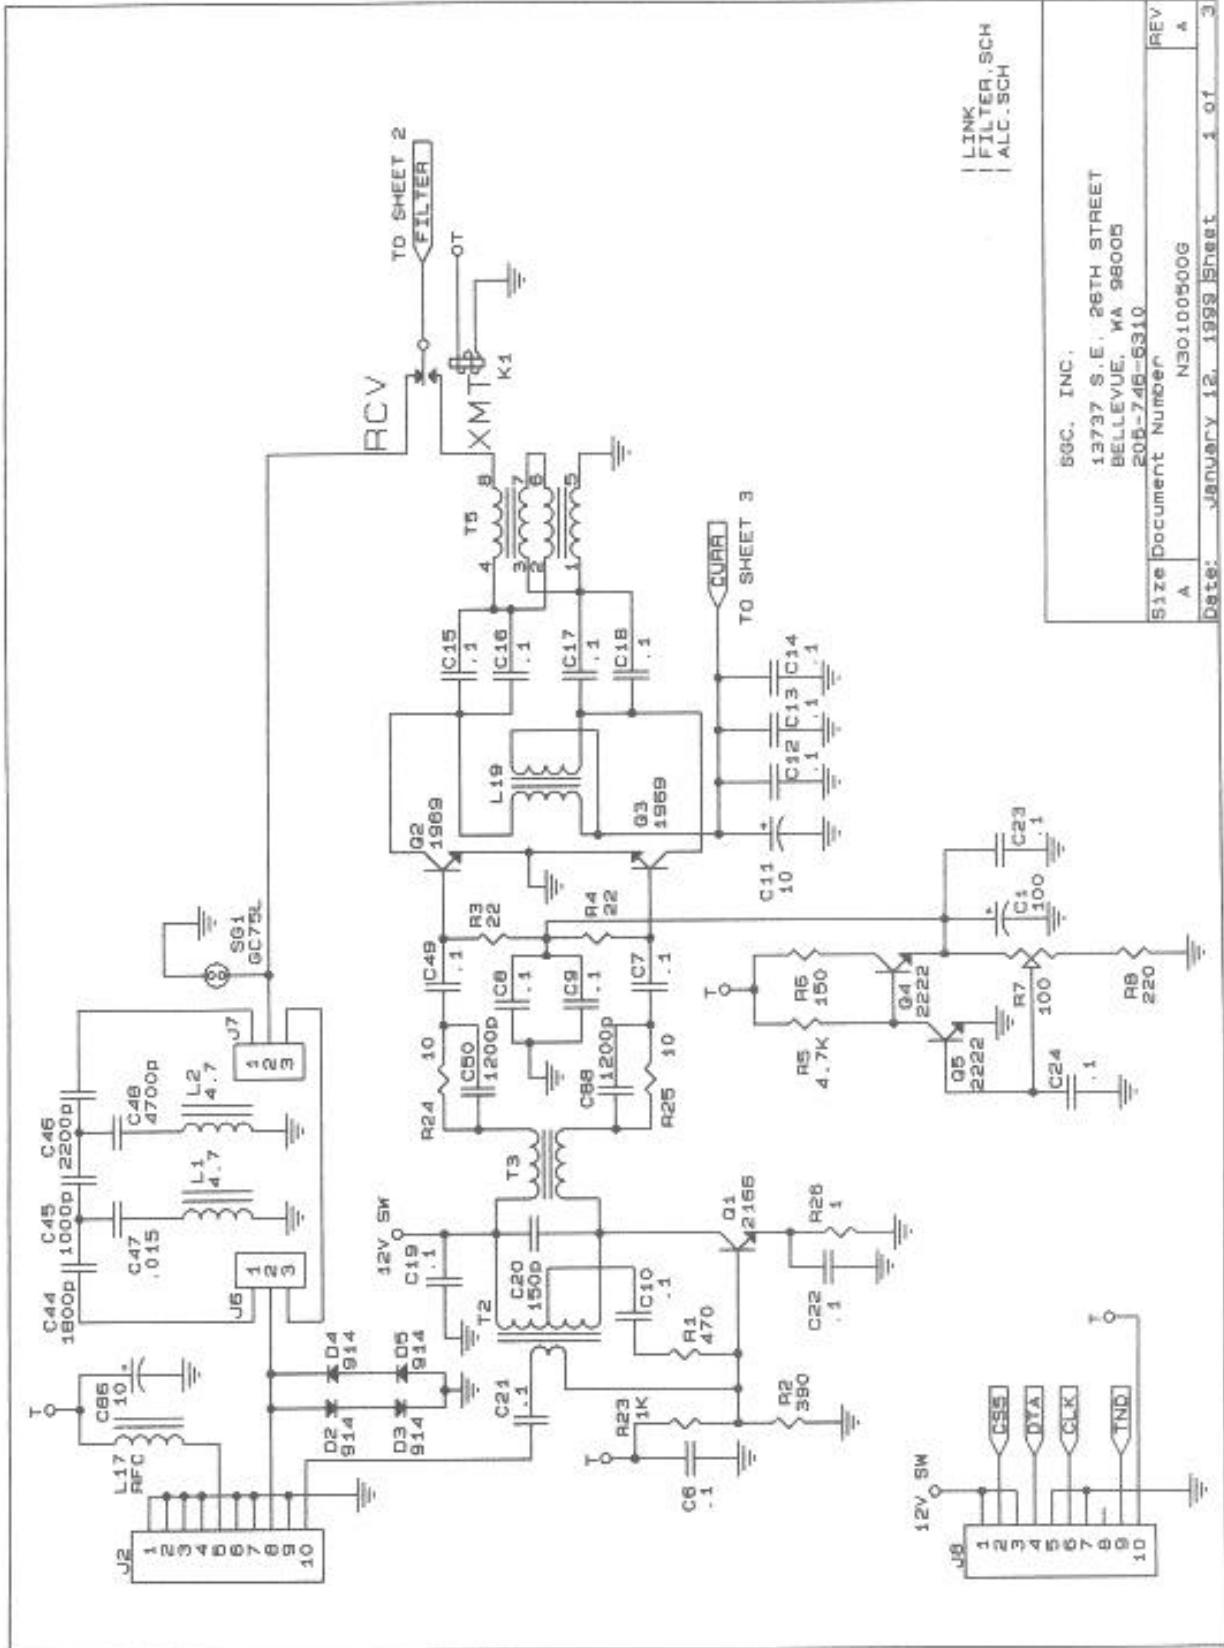 J2
1
2
3
4
5
6
7
8
9
10
L17
RFC
T
C86
10
D2
914
D3
914
D4
914
D5
914
C44
1800p
C45
1000p
C46
2200p
C47
.015
C48
4700p
L1
4.7
L2
4.7
J6
1
2
3
J7
1
2
3
SG1
GC75L
RCV
XMT
TO SHEET 2
FILTER
OT
K1
C21
.1
T2
12V SW
C19
.1
C20
150p
C10
.1
R1
470
R23
1K
T
C6
.1
R2
390
Q1
2166
C22
.1
R26
1
T3
R24
10
C50
1200p
C68
1200p
R25
10
C49
.1
C8
.1
C9
.1
C7
.1
R3
22
R4
22
Q2
1969
Q3
1969
L19
C15
.1
C16
.1
C17
.1
C18
.1
T5
4
3
2
1
8
7
6
5
C11
10
C12
.1
C13
.1
C14
.1
CURR
TO SHEET 3
T
R5
4.7K
R6
150
Q4
2222
Q5
2222
R7
100
R8
220
C24
.1
C1
100
C23
.1
J8
1
2
3
4
5
6
7
8
9
10
12V SW
CSS
DTA
CLK
TND
T
| LINK
| FILTER.SCH
| ALC.SCH
SGC, INC.
13737 S.E. 26TH STREET
BELLEVUE, WA 98005
206-746-6310
Size Document Number REV
A N30100500G A
Date: January 12, 1999 Sheet 1 of 3